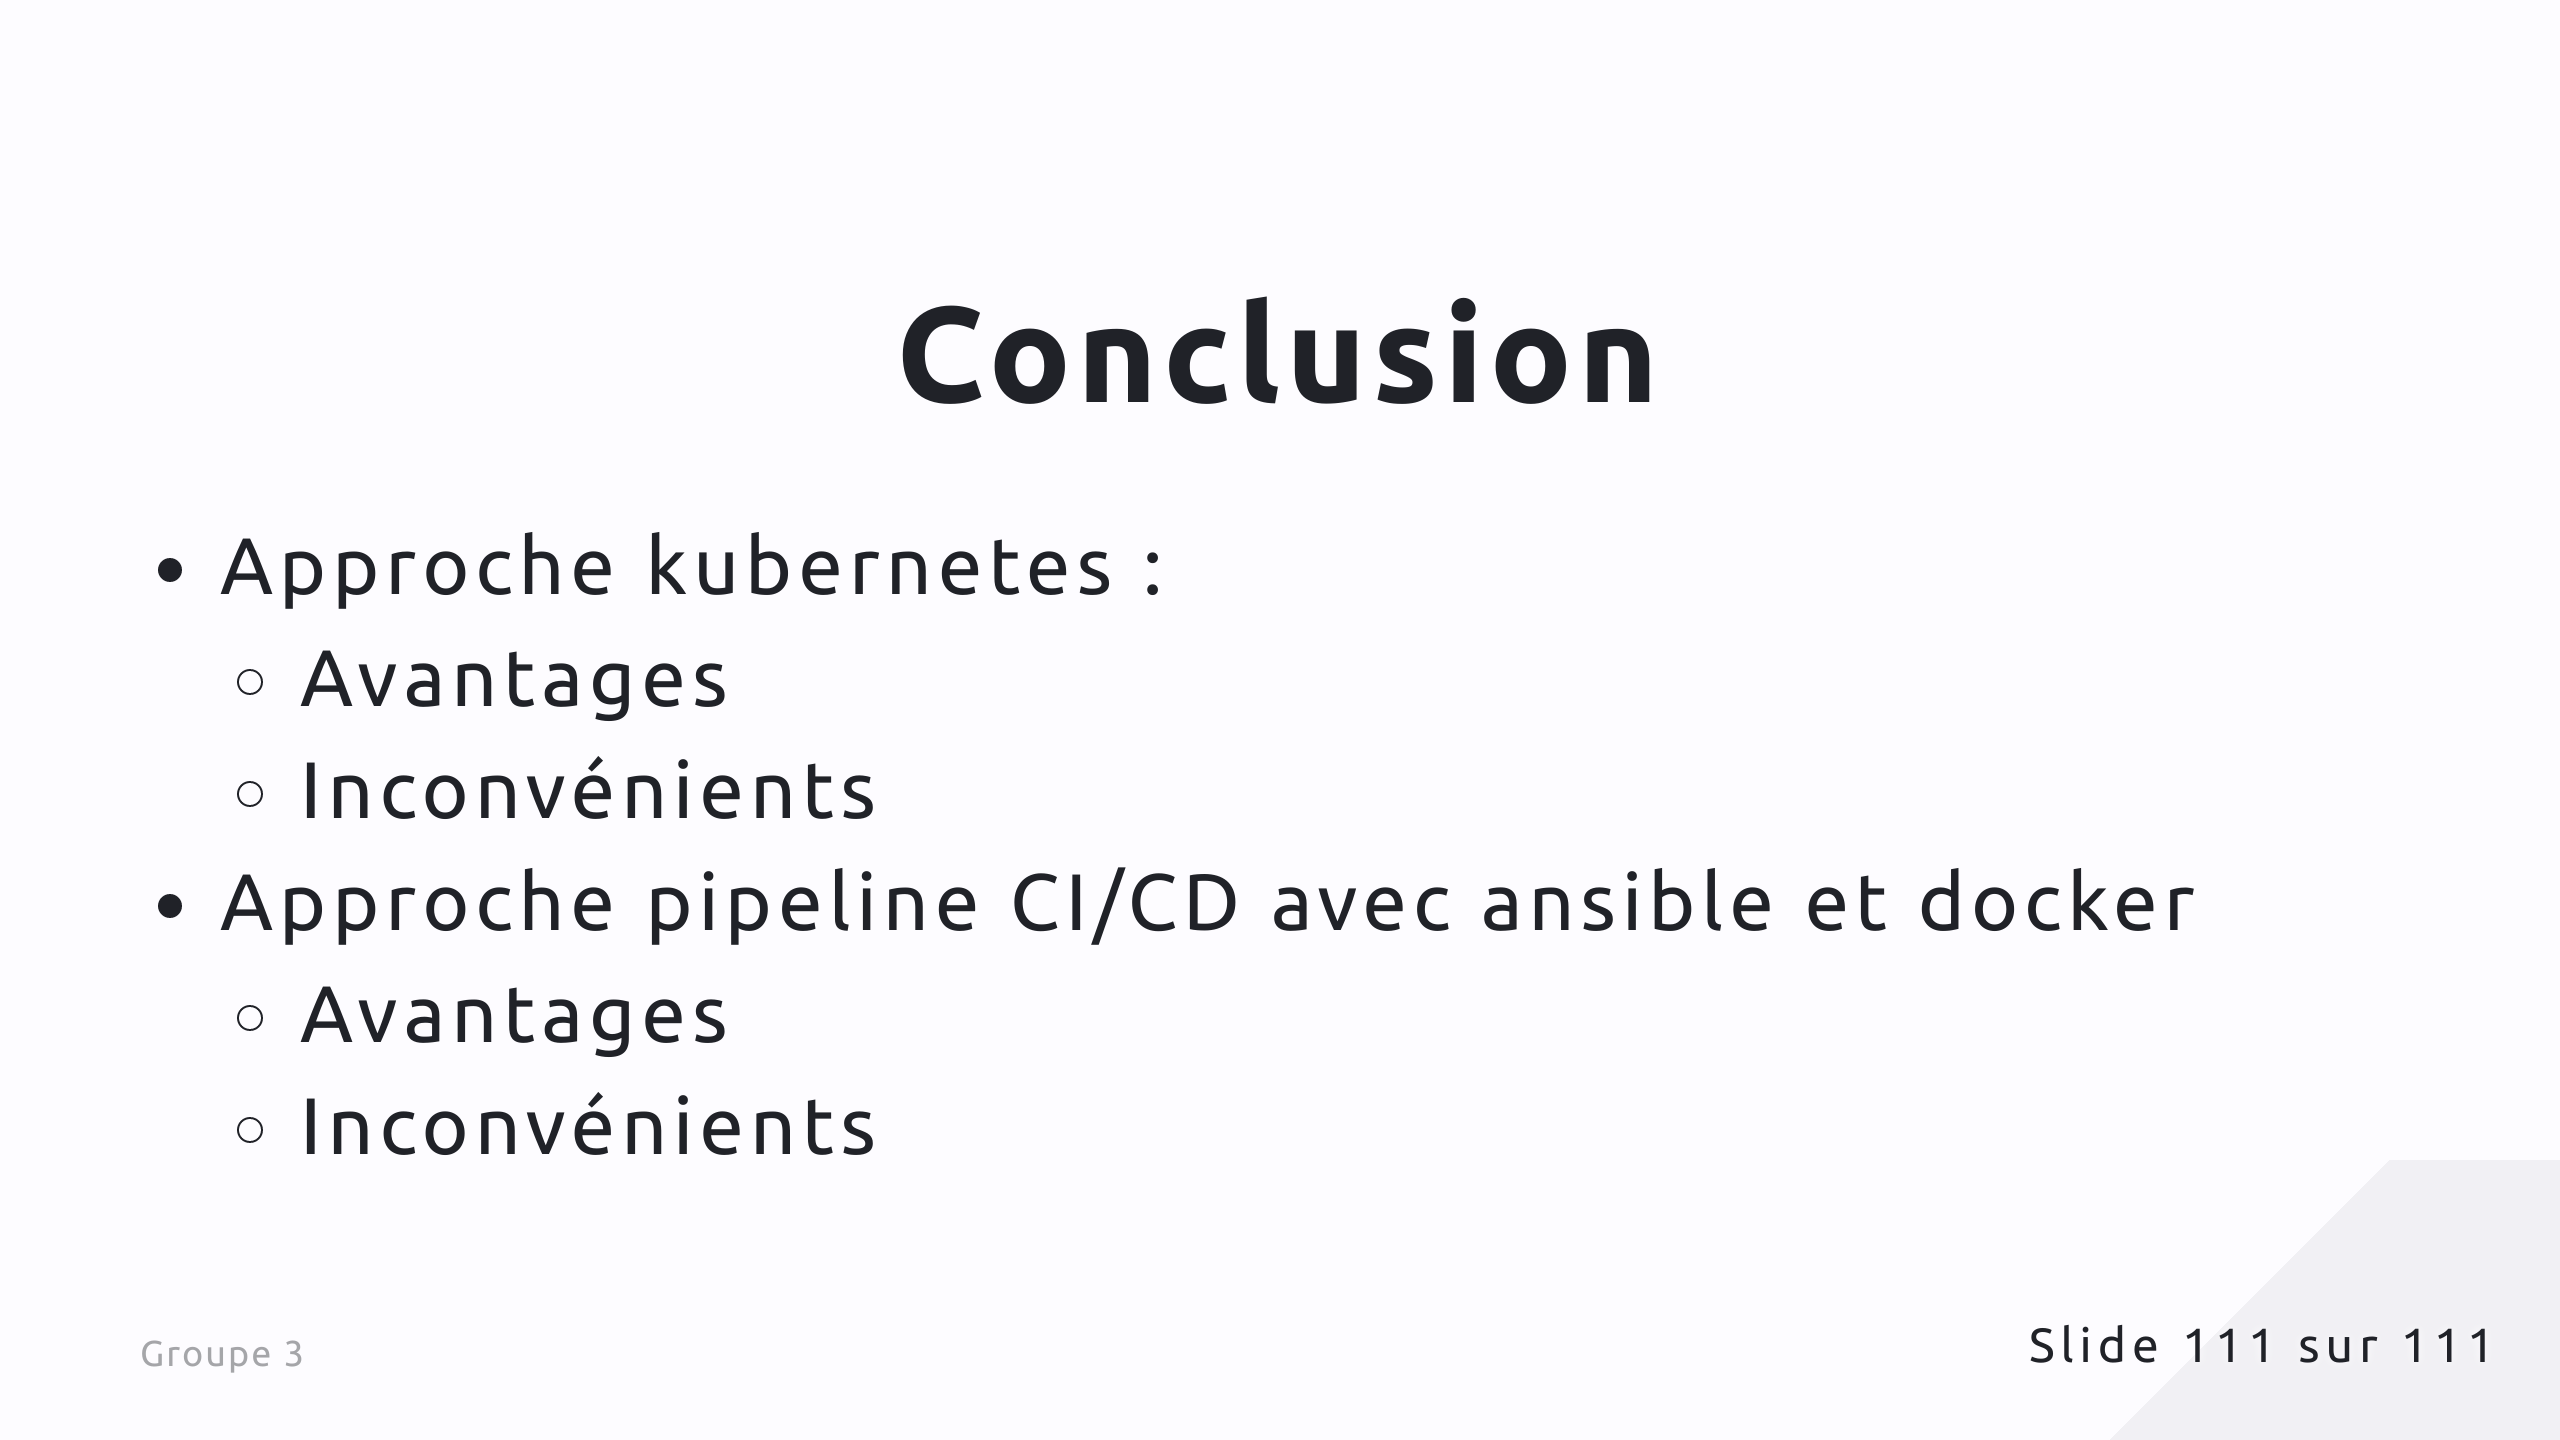 Conclusion
• Approche kubernetes :
○ Avantages
○ Inconvénients
• Approche pipeline CI/CD avec ansible et docker
○ Avantages
○ Inconvénients
Groupe 3
Slide 111 sur 111